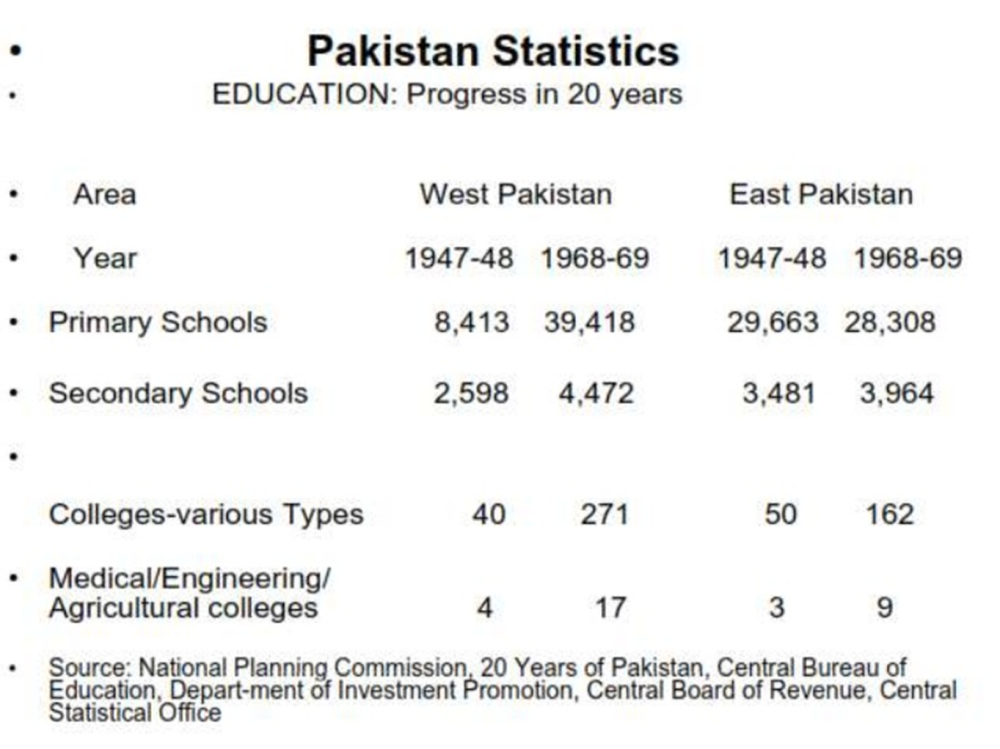 • Pakistan Statistics
• EDUCATION: Progress in 20 years
• Area West Pakistan East Pakistan
• Year 1947-48 1968-69 1947-48 1968-69
• Primary Schools 8,413 39,418 29,663 28,308
• Secondary Schools 2,598 4,472 3,481 3,964
•
Colleges-various Types 40 271 50 162
• Medical/Engineering/
Agricultural colleges 4 17 3 9
• Source: National Planning Commission, 20 Years of Pakistan, Central Bureau of
Education, Depart-ment of Investment Promotion, Central Board of Revenue, Central
Statistical Office